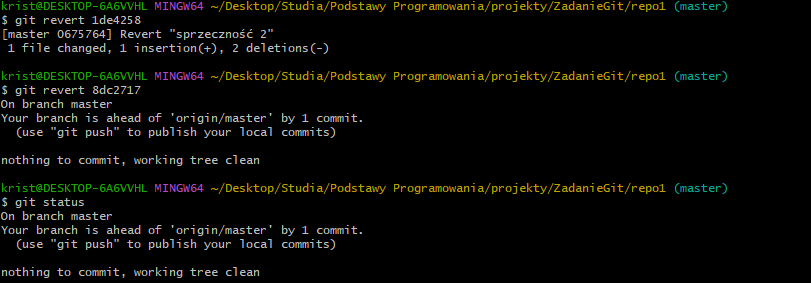 krist@DESKTOP-6A6VVHL MINGW64 ~/Desktop/Studia/Podstawy Programowania/projekty/ZadanieGit/repo1 (master)
$ git revert 1de4258
[master 0675764] Revert "sprzeczność 2"
 1 file changed, 1 insertion(+), 2 deletions(-)

krist@DESKTOP-6A6VVHL MINGW64 ~/Desktop/Studia/Podstawy Programowania/projekty/ZadanieGit/repo1 (master)
$ git revert 8dc2717
On branch master
Your branch is ahead of 'origin/master' by 1 commit.
  (use "git push" to publish your local commits)

nothing to commit, working tree clean

krist@DESKTOP-6A6VVHL MINGW64 ~/Desktop/Studia/Podstawy Programowania/projekty/ZadanieGit/repo1 (master)
$ git status
On branch master
Your branch is ahead of 'origin/master' by 1 commit.
  (use "git push" to publish your local commits)

nothing to commit, working tree clean